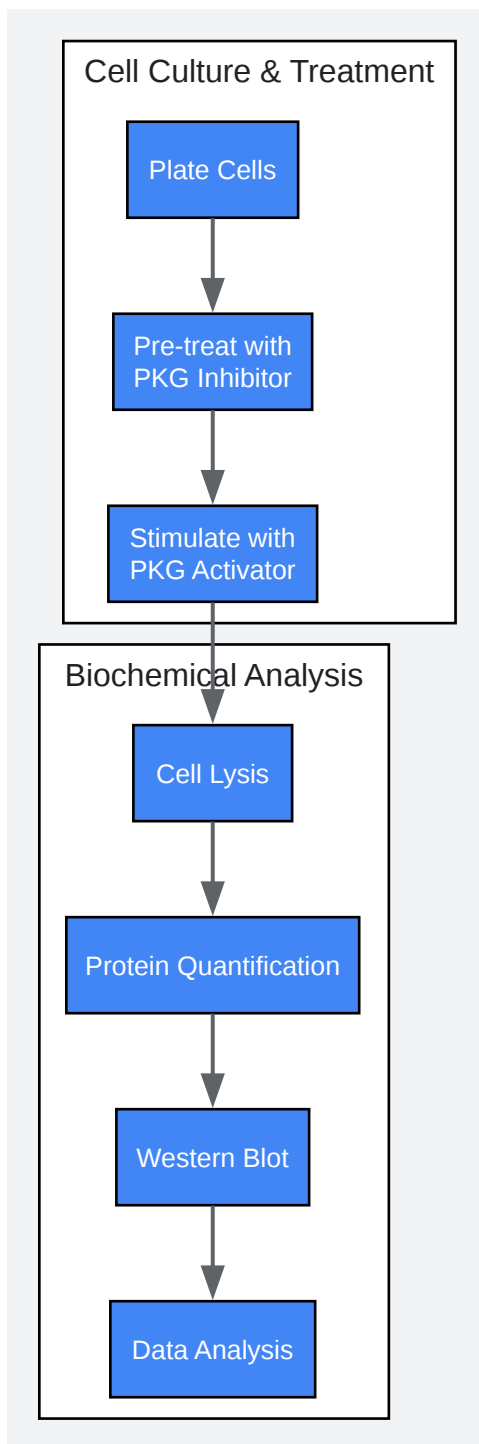 Cell Culture & Treatment
Plate Cells
Pre-treat with
PKG Inhibitor
Stimulate with
PKG Activator
Biochemical Analysis
Cell Lysis
Protein Quantification
Western Blot
Data Analysis